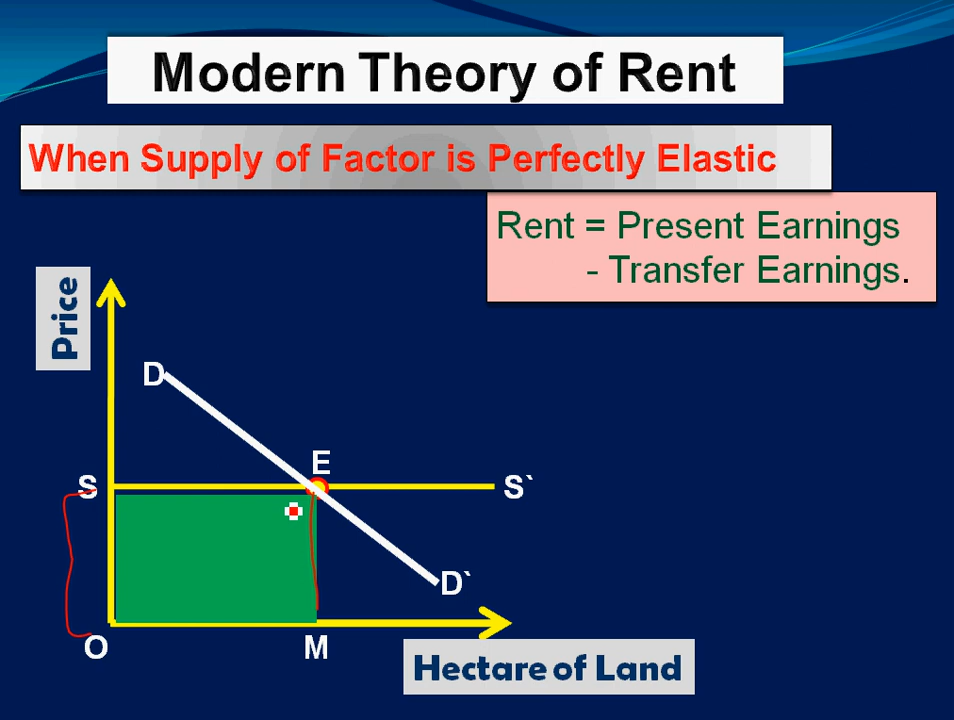 Modern Theory of Rent
When Supply of Factor is Perfectly Elastic
Rent = Present Earnings
- Transfer Earnings.
Price
D
E
S
S`
D`
O
M
Hectare of Land